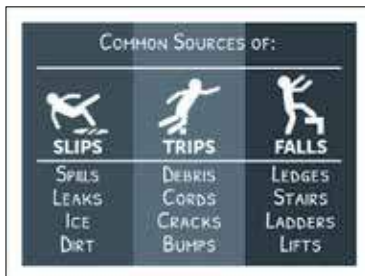 COMMON SOURCES OF:
SLIPS TRIPS FALLS
SPILLS DEBRIS LEDGES
LEAKS CORDS STAIRS
ICE CRACKS LADDERS
DIRT BUMPS LIFTS